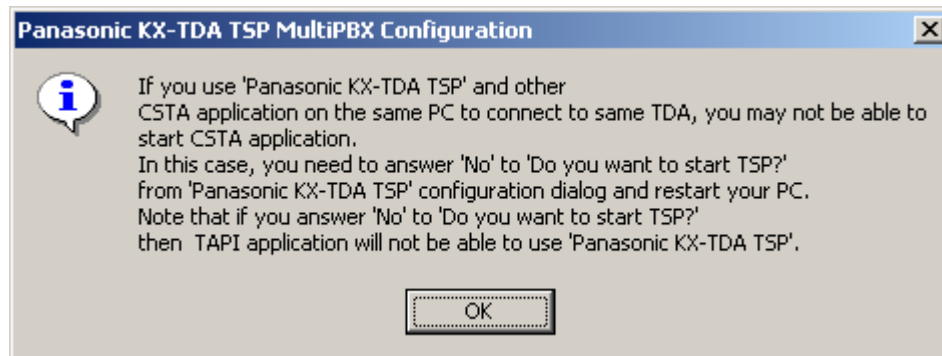 Panasonic KX-TDA TSP MultiPBX Configuration
If you use 'Panasonic KX-TDA TSP' and other
CSTA application on the same PC to connect to same TDA, you may not be able to
start CSTA application.
In this case, you need to answer 'No' to 'Do you want to start TSP?'
from 'Panasonic KX-TDA TSP' configuration dialog and restart your PC.
Note that if you answer 'No' to 'Do you want to start TSP?'
then  TAPI application will not be able to use 'Panasonic KX-TDA TSP'.
OK